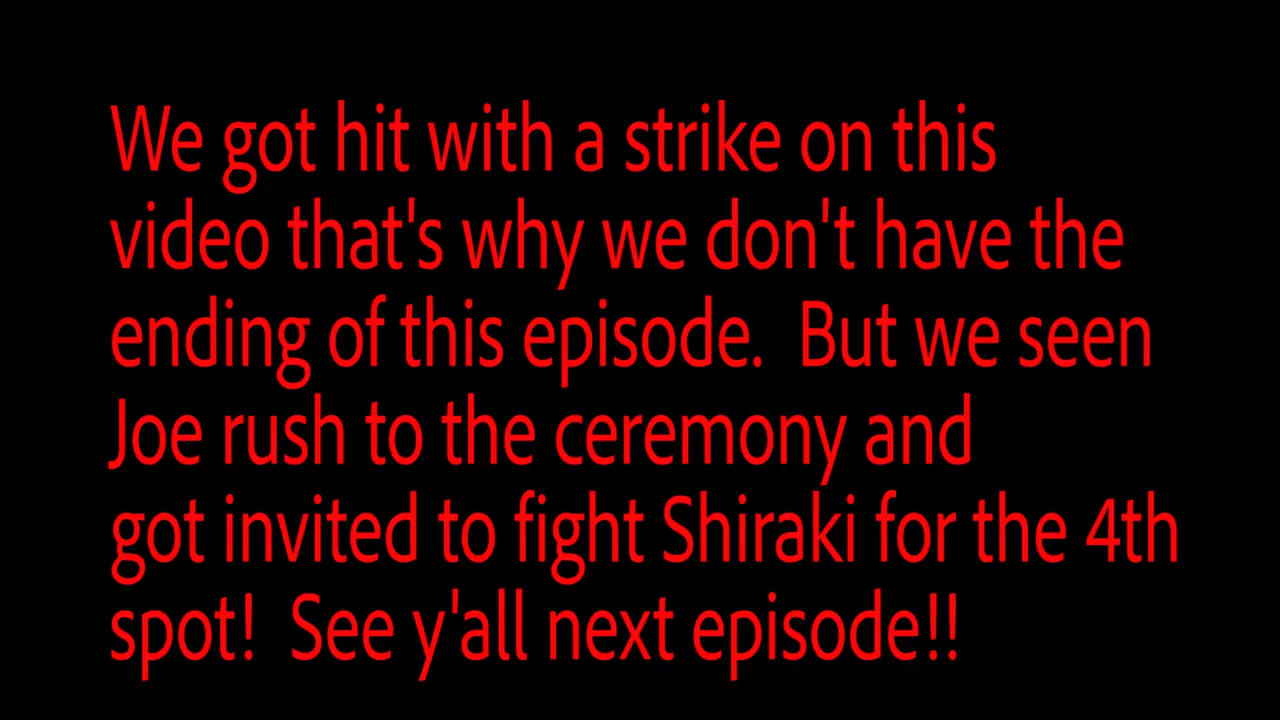 We got hit with a strike on this
video that's why we don't have the
ending of this episode.  But we seen
Joe rush to the ceremony and
got invited to fight Shiraki for the 4th
spot!  See y'all next episode!!